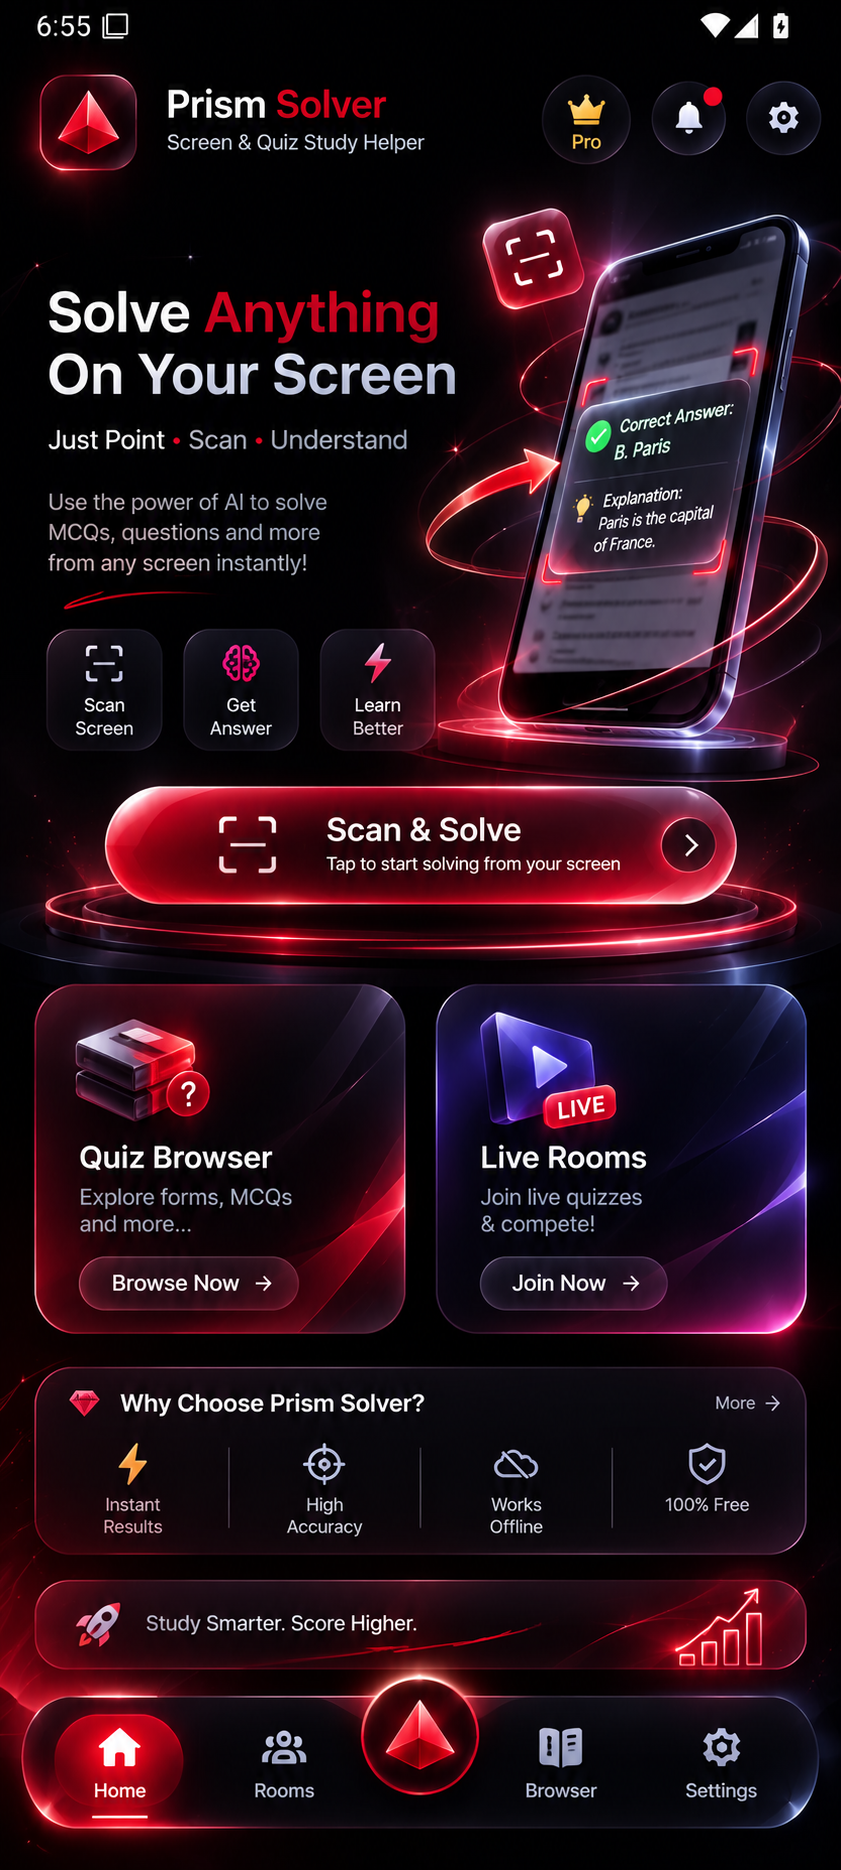 6:55
Prism Solver
Screen & Quiz Study Helper
Pro
Solve Anything
On Your Screen
Just Point • Scan • Understand
Use the power of AI to solve
MCQs, questions and more
from any screen instantly!
Correct Answer:
B. Paris
Explanation:
Paris is the capital
of France.
Scan
Screen
Get
Answer
Learn
Better
Scan & Solve
Tap to start solving from your screen
?
Quiz Browser
Explore forms, MCQs
and more...
Browse Now →
LIVE
Live Rooms
Join live quizzes
& compete!
Join Now →
Why Choose Prism Solver?
More →
Instant
Results
High
Accuracy
Works
Offline
100% Free
Study Smarter. Score Higher.
Home
Rooms
Browser
Settings